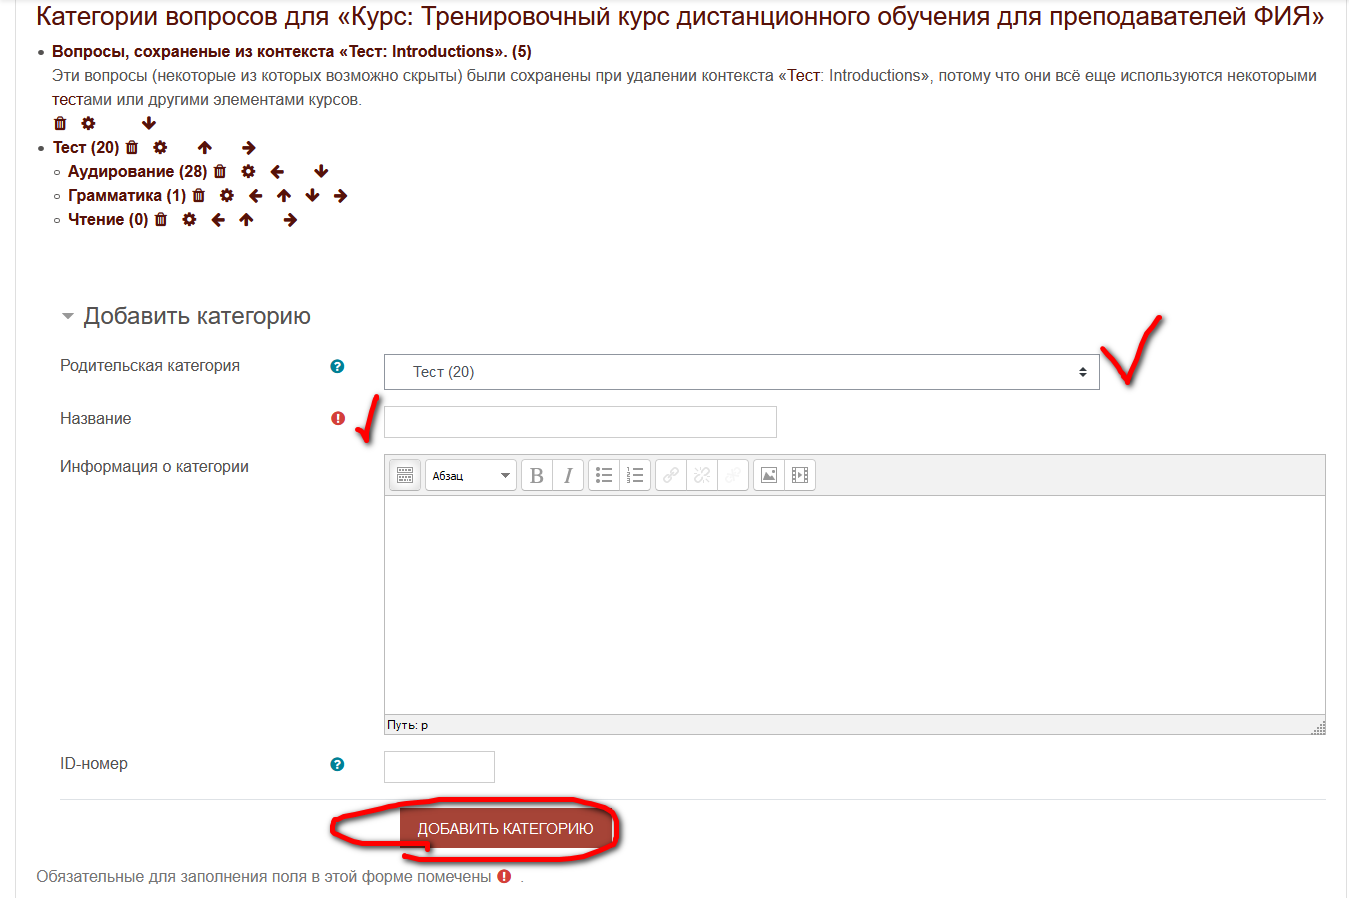 Категории вопросов для «Курс: Тренировочный курс дистанционного обучения для преподавателей ФИЯ»
Вопросы, сохраненые из контекста «Тест: Introductions». (5)
Эти вопросы (некоторые из которых возможно скрыты) были сохранены при удалении контекста «Тест: Introductions», потому что они всё еще используются некоторыми
тестами или другими элементами курсов.
Тест (20)
Аудирование (28)
Грамматика (1)
Чтение (0)
Добавить категорию
Родительская категория
Тест (20)
Название
Информация о категории
Абзац
B I
Путь: p
ID-номер
ДОБАВИТЬ КАТЕГОРИЮ
Обязательные для заполнения поля в этой форме помечены .